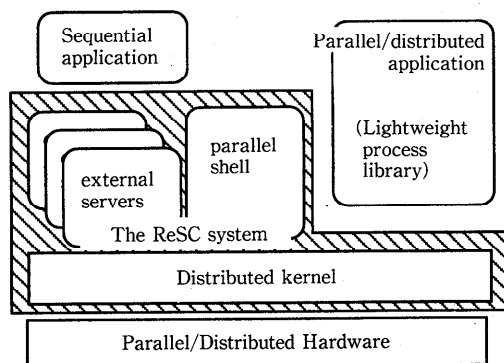 Sequential
application
Parallel/distributed
application
(Lightweight
process
library)
parallel
shell
external
servers
The ReSC system
Distributed kernel
Parallel/Distributed Hardware